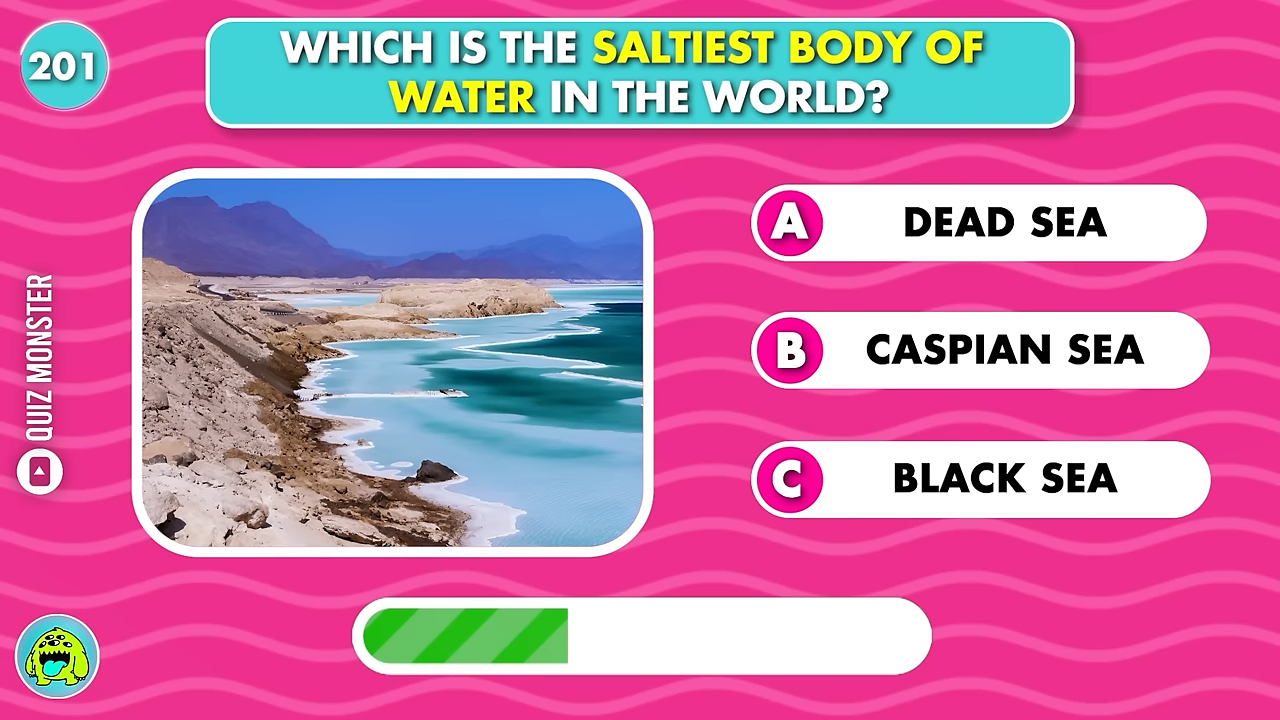 201
WHICH IS THE SALTIEST BODY OF
WATER IN THE WORLD?
A DEAD SEA
B CASPIAN SEA
C BLACK SEA
QUIZ MONSTER